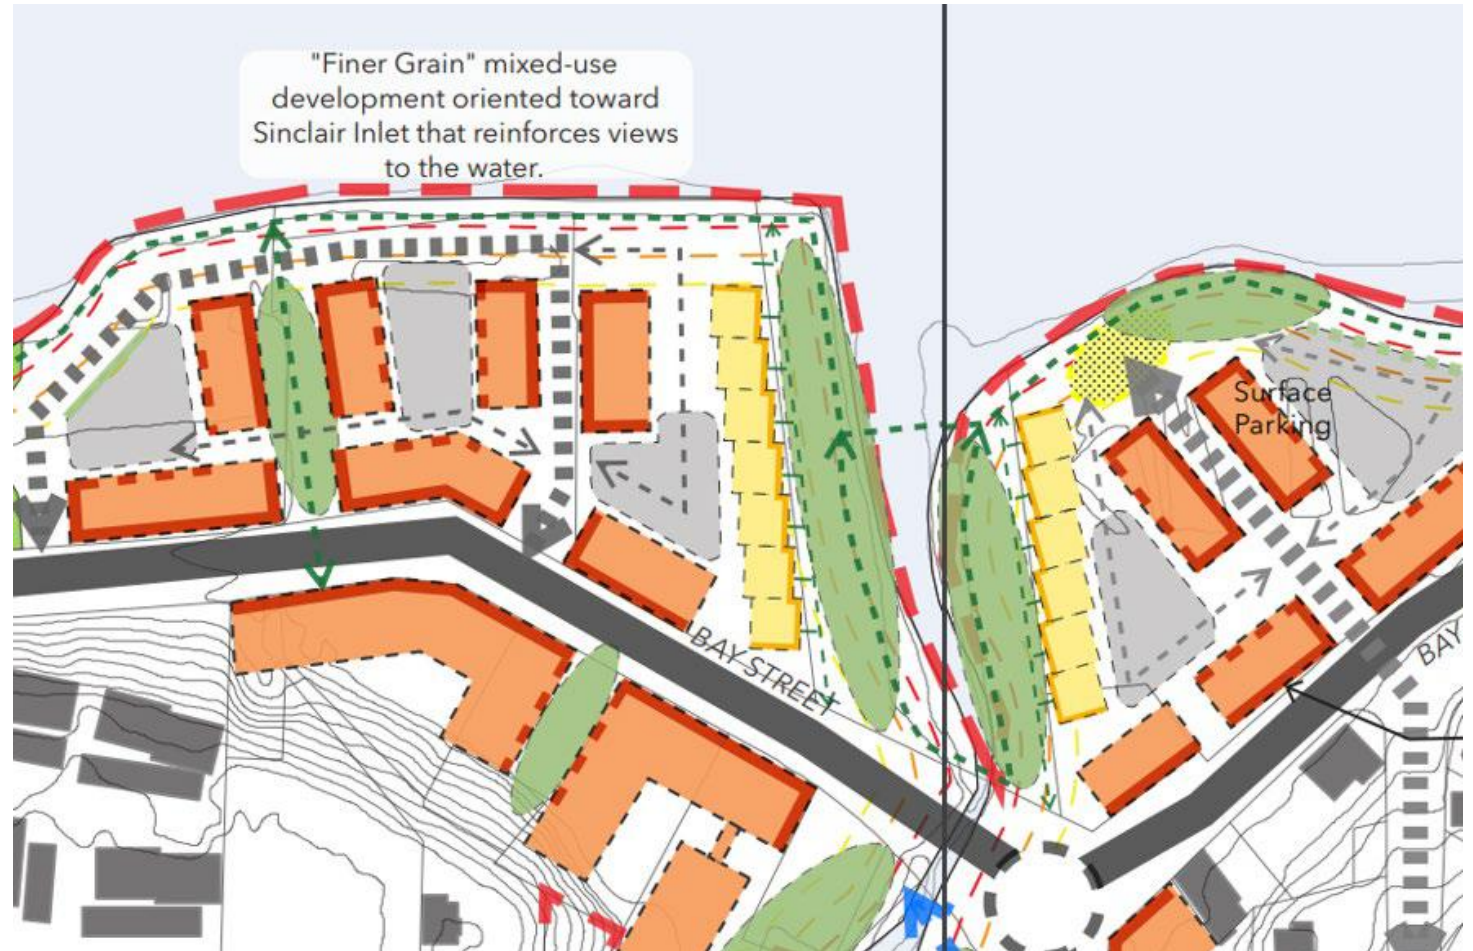 "Finer Grain" mixed-use
development oriented toward
Sinclair Inlet that reinforces views
to the water.
Surface
Parking
BAY STREET
BAY